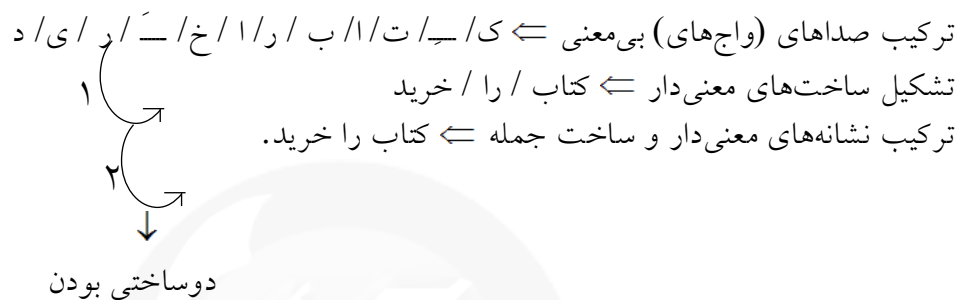 ترکیب صداهای (واج‌های) بی‌معنی ⇐ ک/ ـِ/ ت/ا/ ب / ر/ا / خ/ ـَ / ر / ی/ د
تشکیل ساخت‌های معنی‌دار ⇐ کتاب / را / خرید
ترکیب نشانه‌های معنی‌دار و ساخت جمله ⇐ کتاب را خرید.
۱
۲
↓
دوساختی بودن